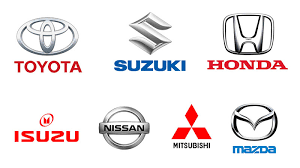 TOYOTA
SUZUKI
HONDA
ISUZU
NISSAN
MITSUBISHI
mazda